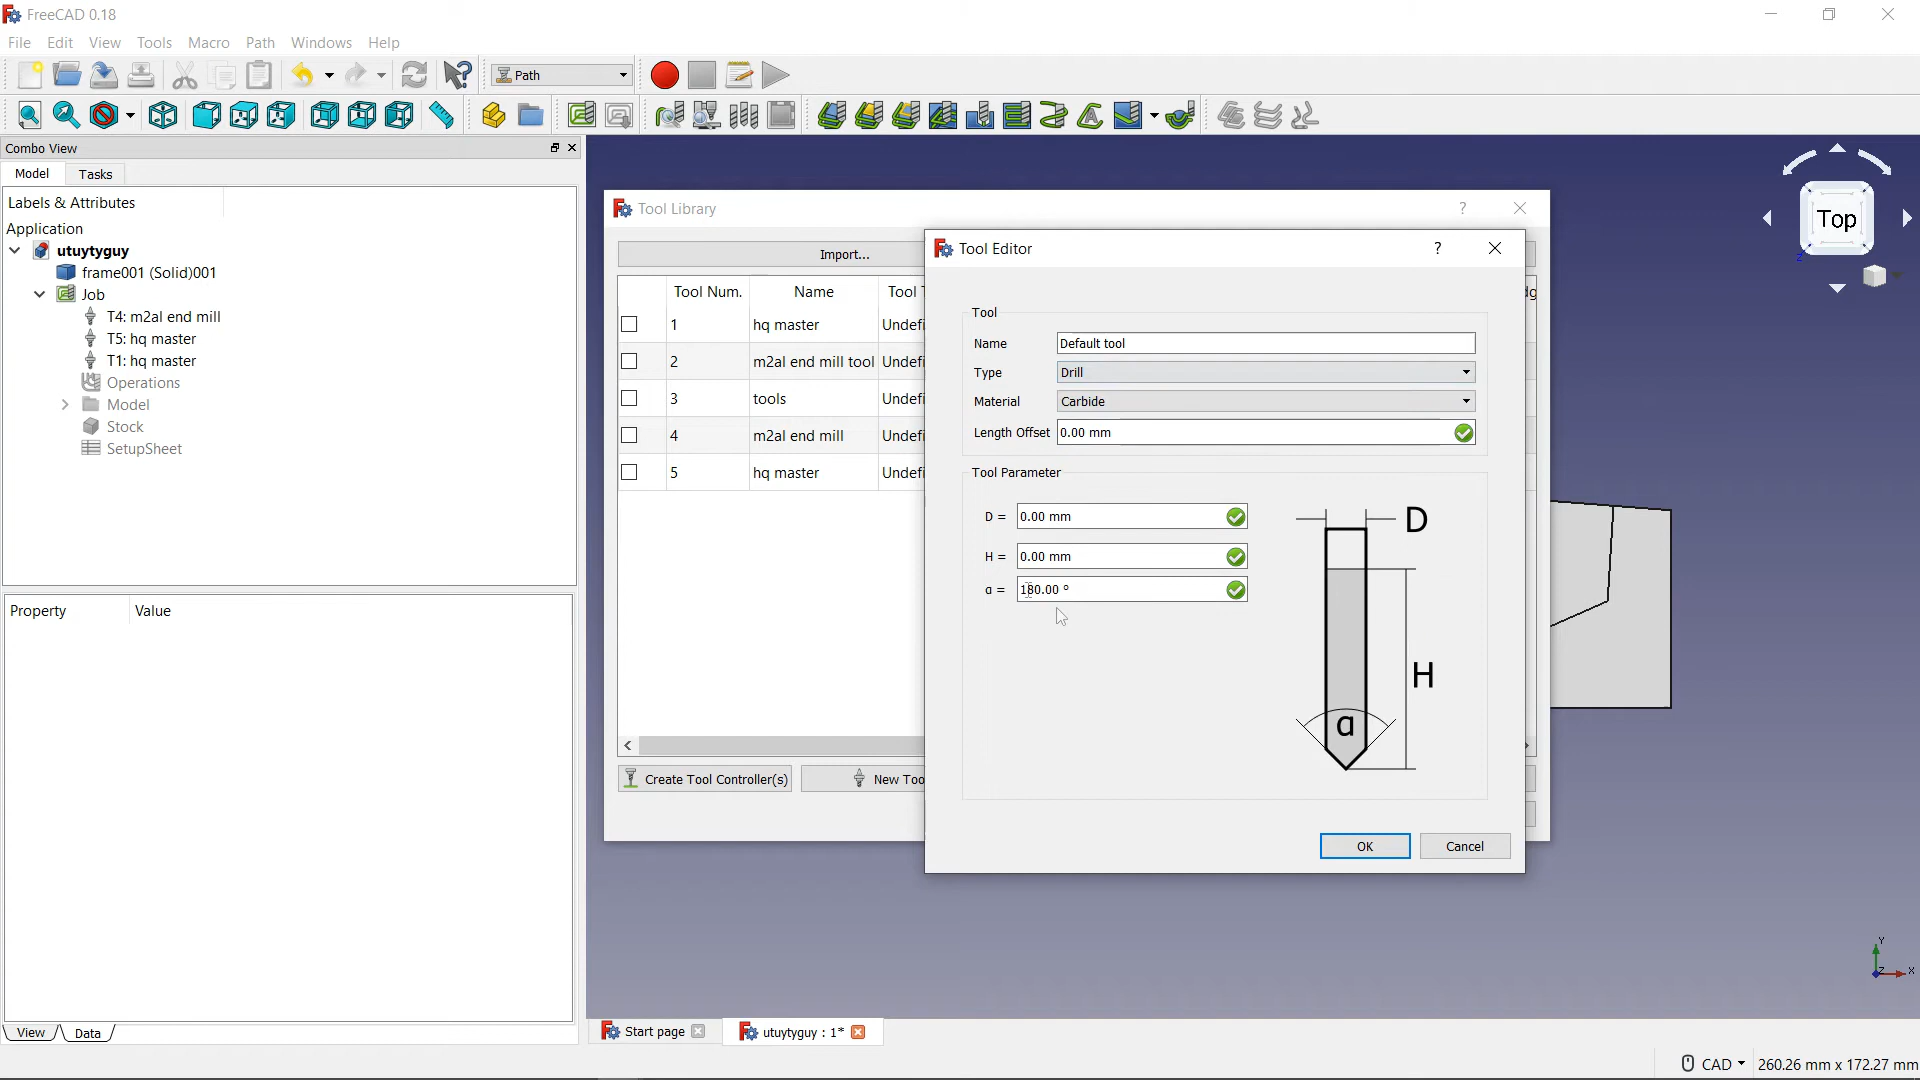 FreeCAD 0.18
File Edit View Tools Macro Path Windows Help
Path
Combo View
Model Tasks
Labels & Attributes
Application
utuytyguy
frame001 (Solid)001
Job
T4: m2al end mill
T5: hq master
T1: hq master
Operations
Model
Stock
SetupSheet
Property Value
View Data
Tool Library ?
Import...
Tool Num. Name Tool
1 hq master Undefi
2 m2al end mill tool Undefi
3 tools Undefi
4 m2al end mill Undefi
5 hq master Undefi
Create Tool Controller(s) New Too
Tool Editor ?
Tool
Name Default tool
Type Drill
Material Carbide
Length Offset 0.00 mm
Tool Parameter
D = 0.00 mm
H = 0.00 mm
a = 180.00 °
D
H
a
OK Cancel
Top
Z
Y
Z X
Start page utuytyguy : 1*
CAD 260.26 mm x 172.27 mm